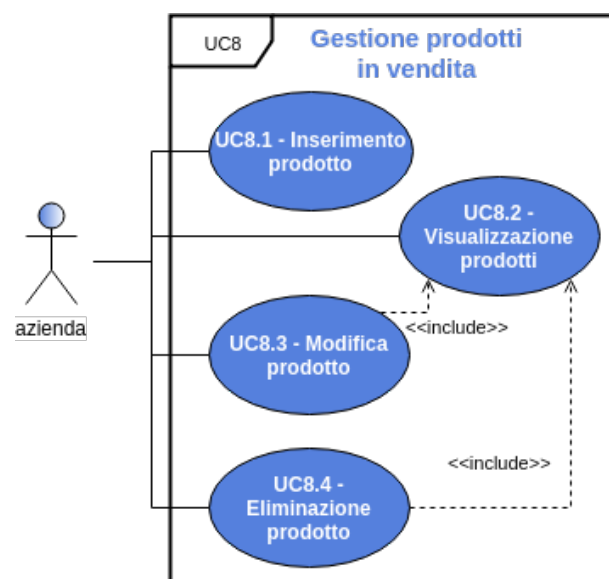 UC8
Gestione prodotti
in vendita
UC8.1 - Inserimento
prodotto
UC8.2 -
Visualizzazione
prodotti
azienda
<<include>>
UC8.3 - Modifica
prodotto
<<include>>
UC8.4 -
Eliminazione
prodotto